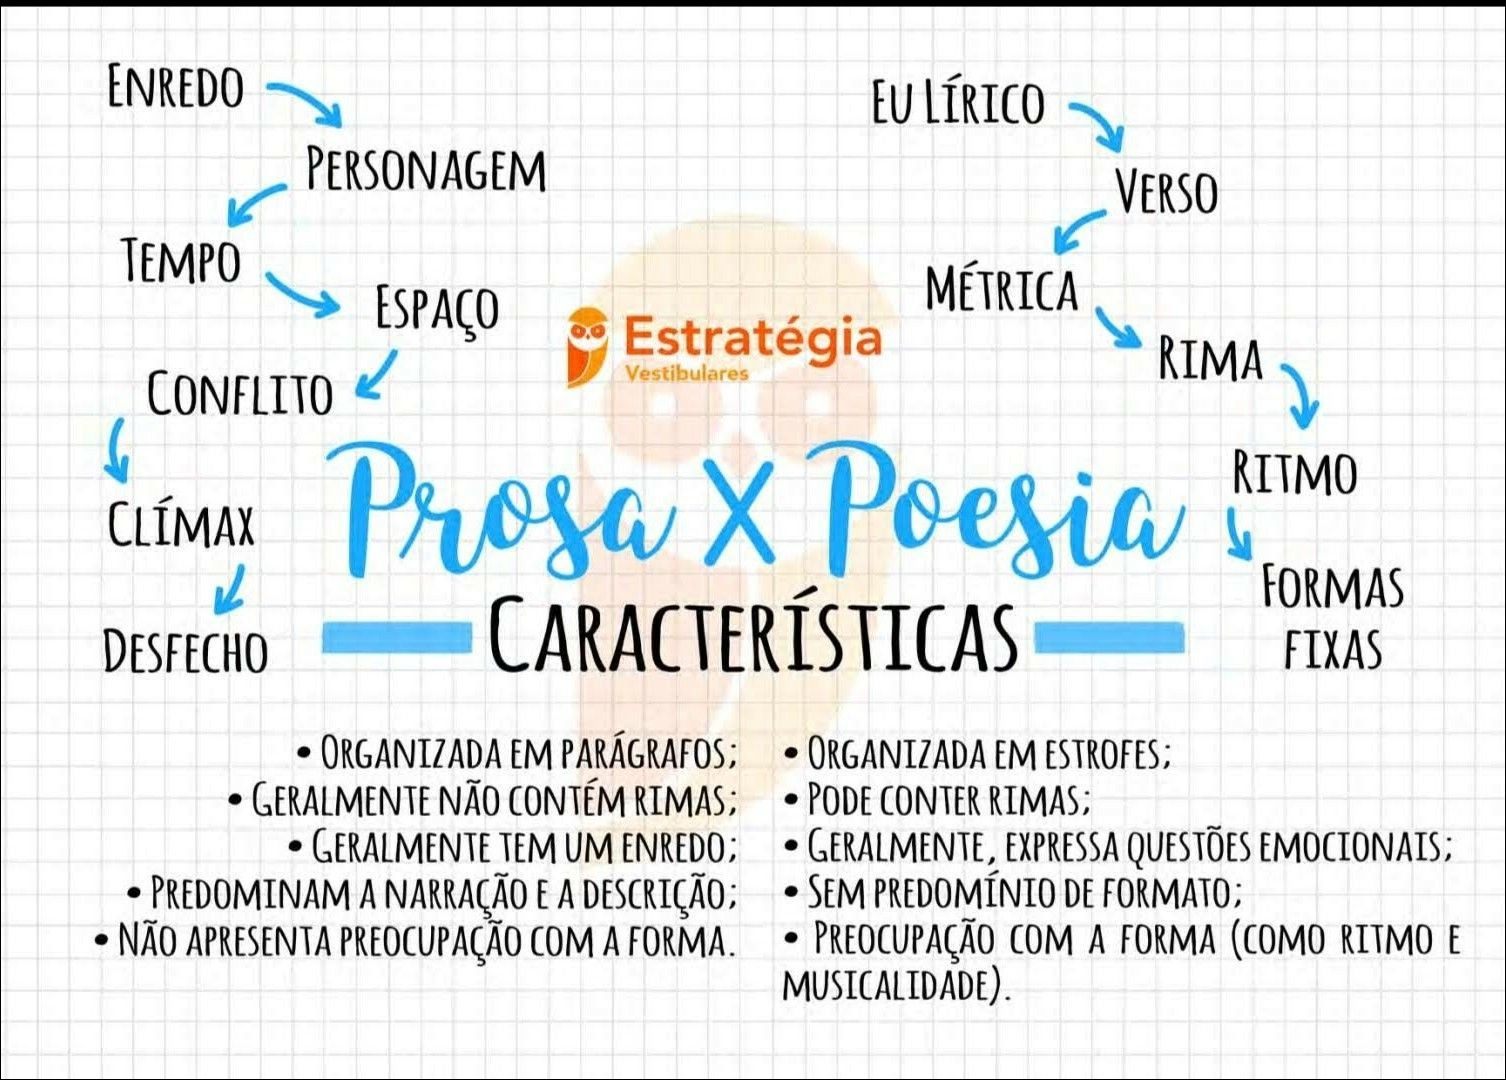 ENREDO
PERSONAGEM
TEMPO
ESPAÇO
CONFLITO
CLÍMAX
DESFECHO
EU LÍRICO
VERSO
MÉTRICA
RIMA
RITMO
FORMAS
FIXAS
Estratégia
Vestibulares
Prosa X Poesia
CARACTERÍSTICAS
• ORGANIZADA EM PARÁGRAFOS;
• GERALMENTE NÃO CONTÉM RIMAS;
• GERALMENTE TEM UM ENREDO;
• PREDOMINAM A NARRAÇÃO E A DESCRIÇÃO;
• NÃO APRESENTA PREOCUPAÇÃO COM A FORMA.
• ORGANIZADA EM ESTROFES;
• PODE CONTER RIMAS;
• GERALMENTE, EXPRESSA QUESTÕES EMOCIONAIS;
• SEM PREDOMÍNIO DE FORMATO;
• PREOCUPAÇÃO COM A FORMA (COMO RITMO E
MUSICALIDADE).